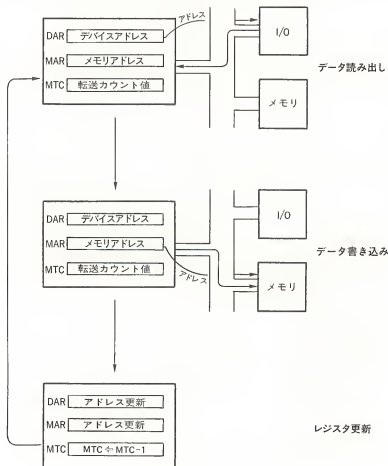 アドレス
DAR デバイスアドレス
MAR メモリアドレス
MTC 転送カウント値
I/O
メモリ
データ読み出し
DAR デバイスアドレス
MAR メモリアドレス
MTC 転送カウント値
アドレス
I/O
メモリ
データ書き込み
DAR アドレス更新
MAR アドレス更新
MTC MTC⇐MTC-1
レジスタ更新